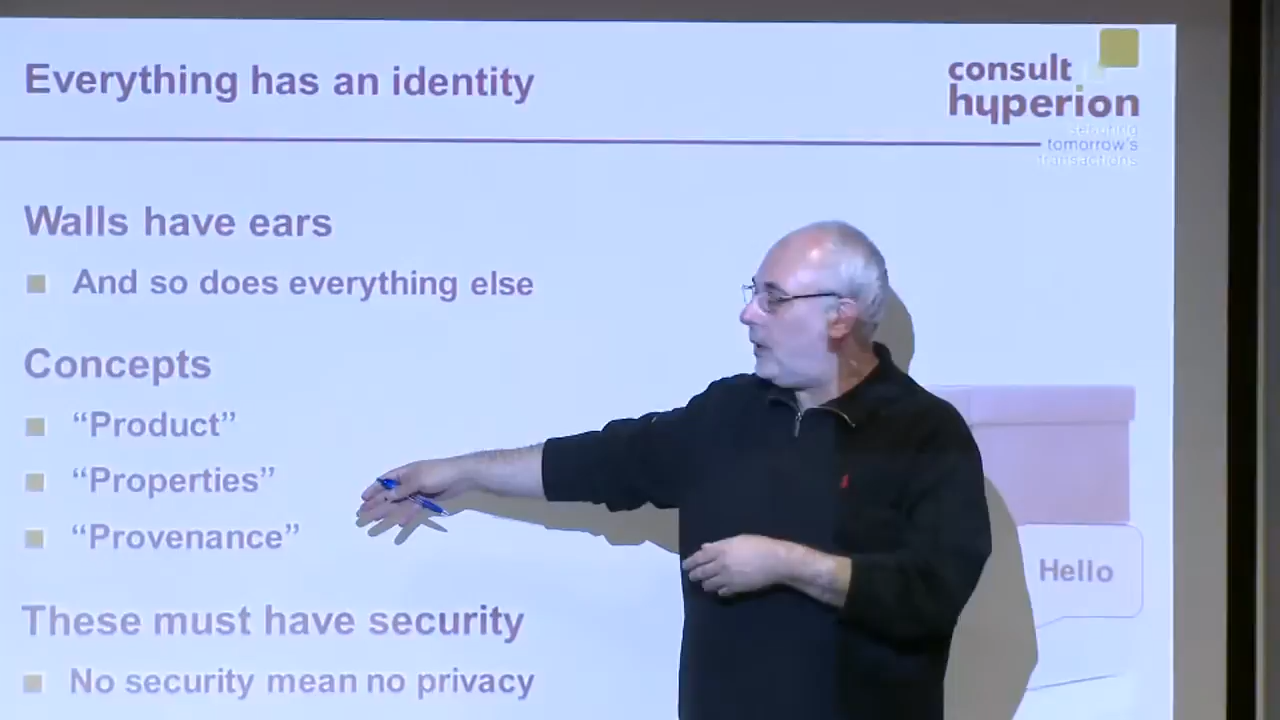 Everything has an identity
consult
hyperion
tomorrow's
transactions
Walls have ears
And so does everything else
Concepts
“Product”
“Properties”
“Provenance”
Hello
These must have security
No security mean no privacy